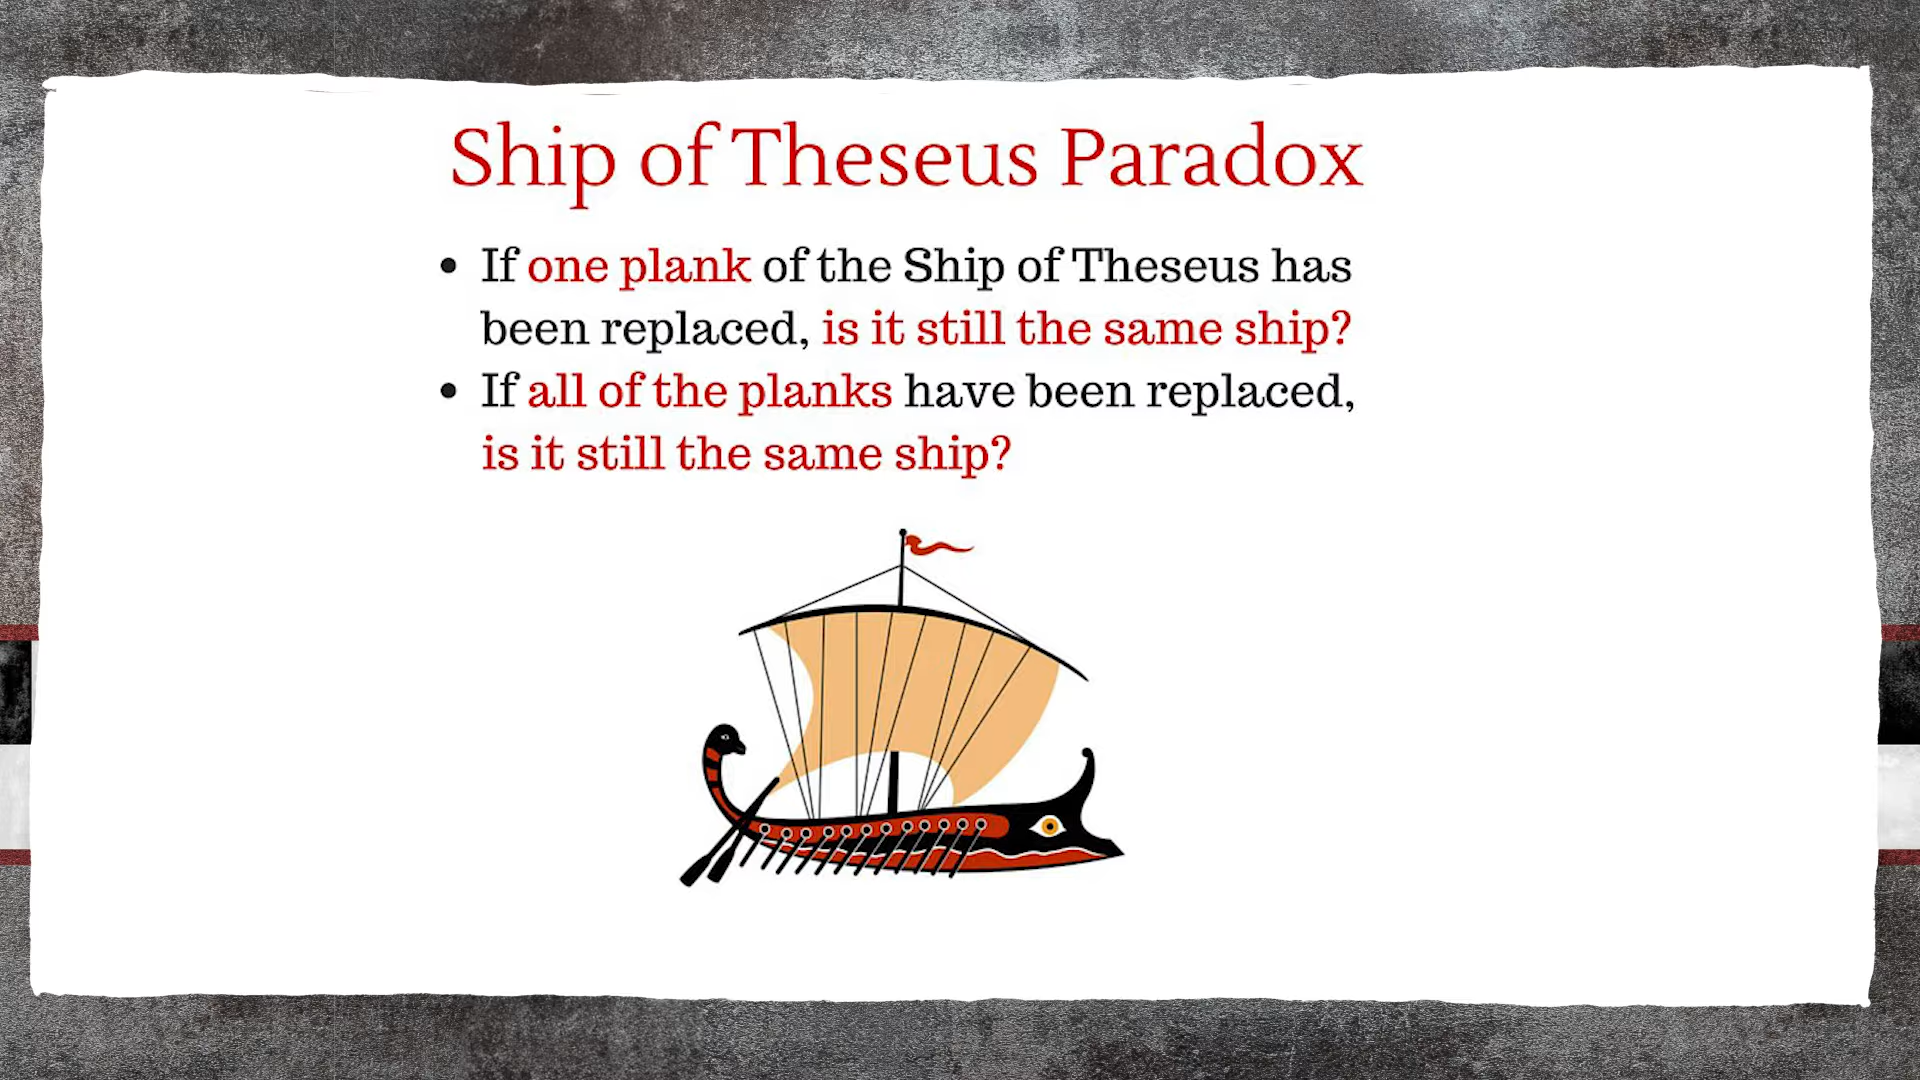 Ship of Theseus Paradox
• If one plank of the Ship of Theseus has
been replaced, is it still the same ship?
• If all of the planks have been replaced,
is it still the same ship?